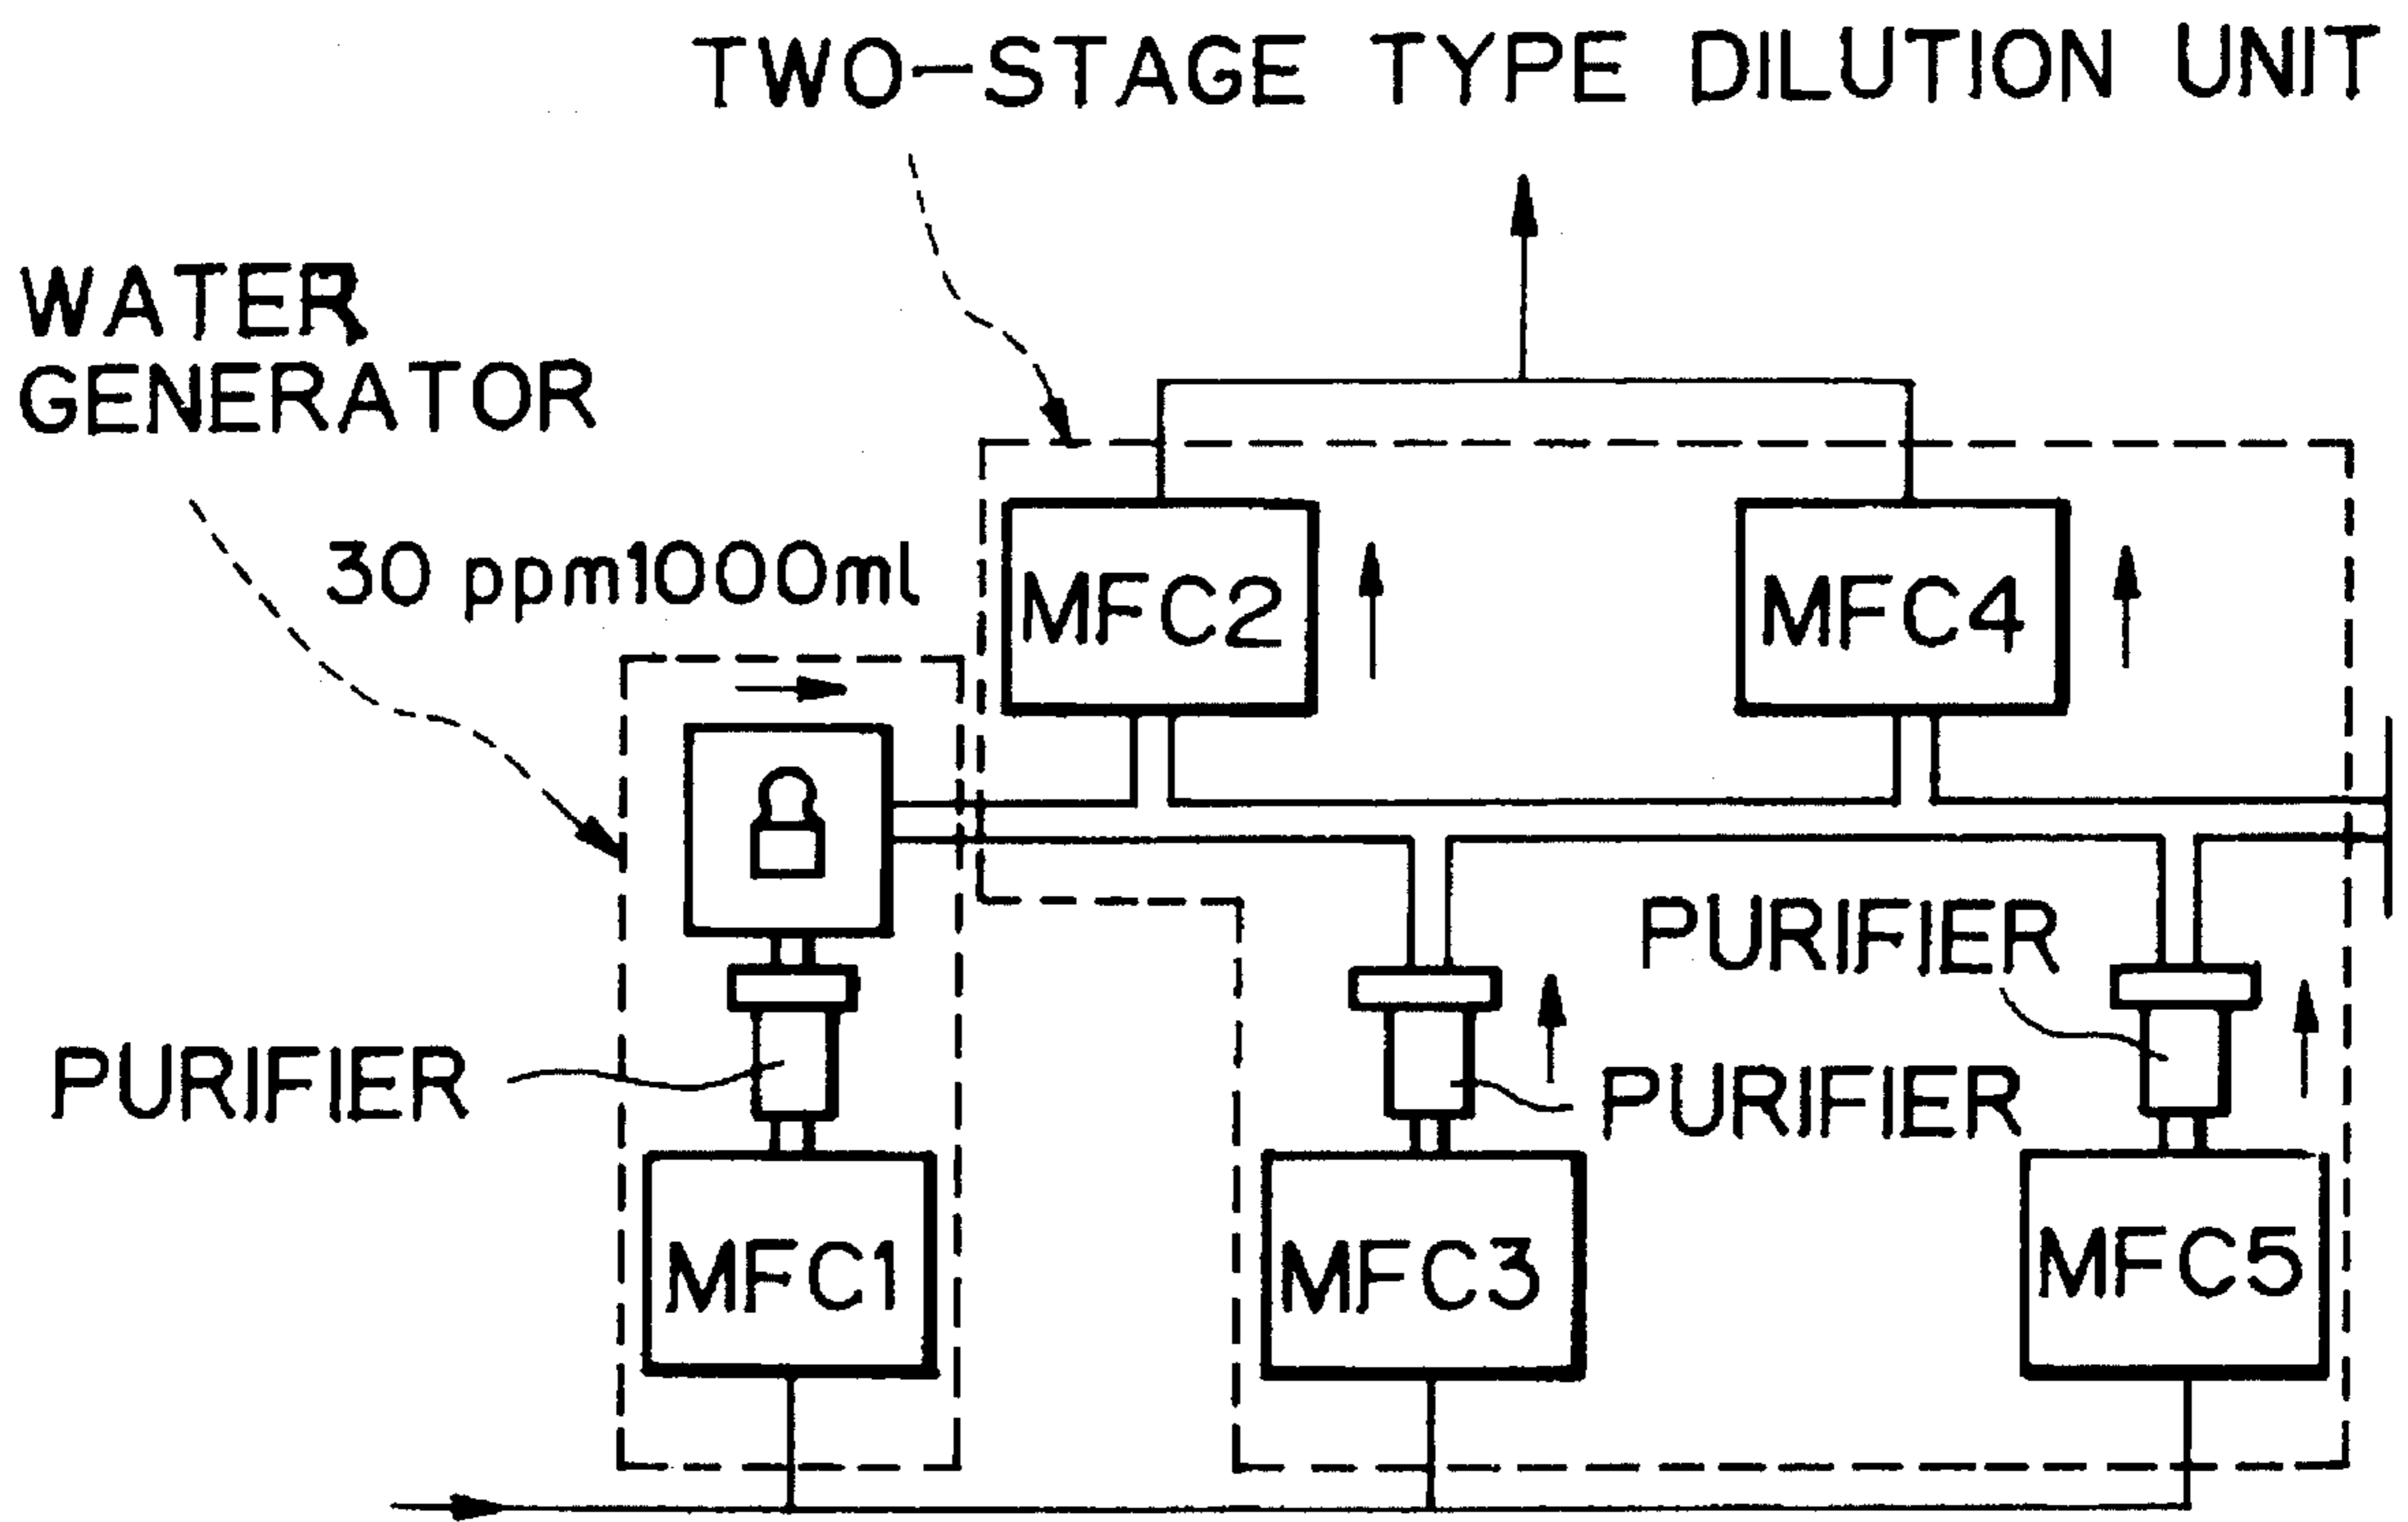 TWO-STAGE TYPE DILUTION UNIT
WATER
GENERATOR
30 ppm1000ml
MFC2
MFC4
PURIFIER
PURIFIER
PURIFIER
MFC1
MFC3
MFC5